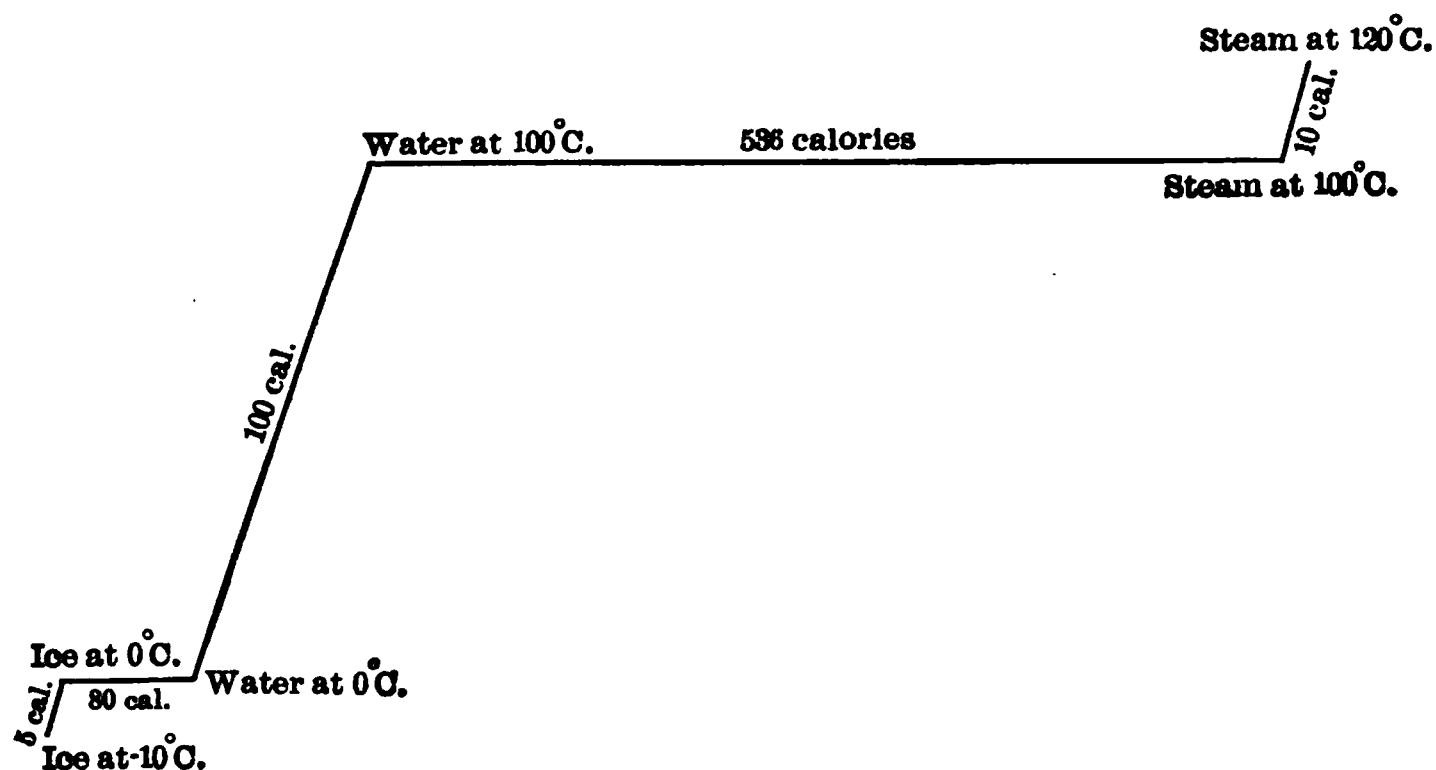 Steam at 120°C.
10 cal.
Water at 100°C.
536 calories
Steam at 100°C.
100 cal.
Ice at 0°C.
Water at 0°C.
80 cal.
5 cal.
Ice at -10°C.